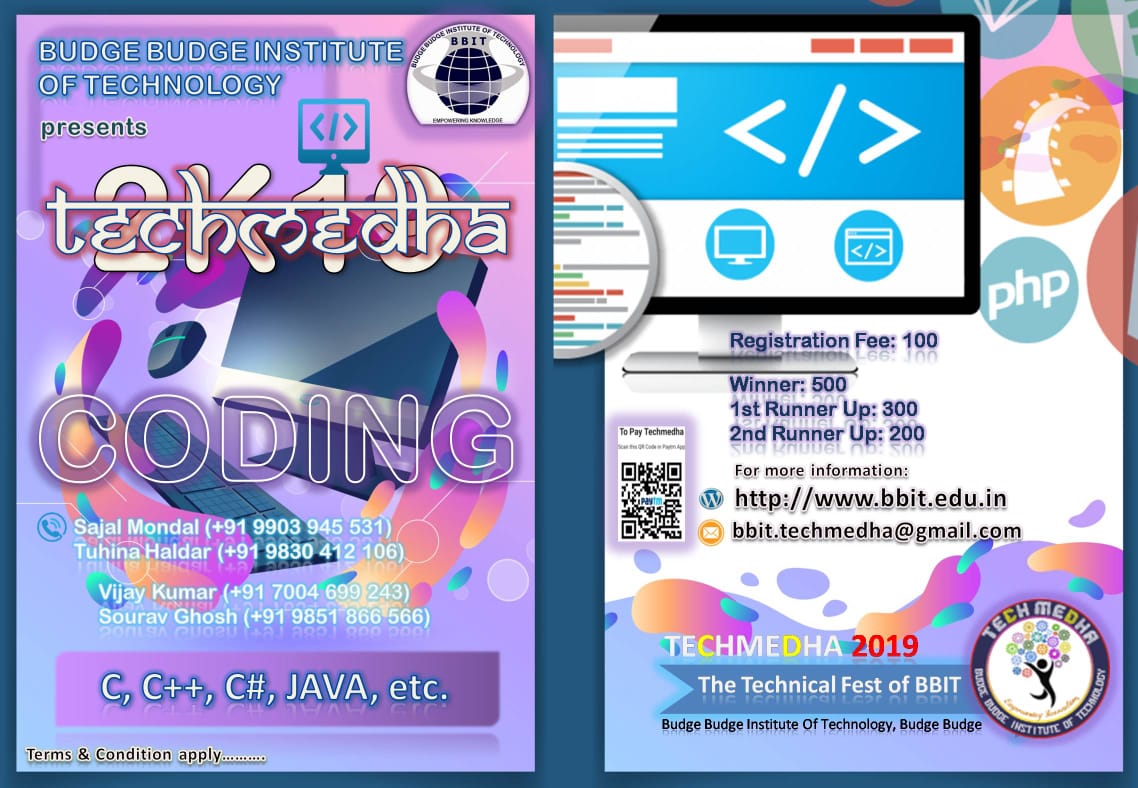 BUDGE BUDGE INSTITUTE
OF TECHNOLOGY
presents
BUDGE BUDGE INSTITUTE OF TECHNOLOGY
BBIT
EMPOWERING KNOWLEDGE
</>
2K19
techmedha
CODING
Sajal Mondal (+91 9903 945 531)
Tuhina Haldar (+91 9830 412 106)
Vijay Kumar (+91 7004 699 243)
Sourav Ghosh (+91 9851 866 566)
C, C++, C#, JAVA, etc.
Terms & Condition apply..........
</>
</>
php
Registration Fee: 100
Winner: 500
1st Runner Up: 300
2nd Runner Up: 200
To Pay Techmedha
Scan this QR Code in Paytm App
PAYTM
For more information:
http://www.bbit.edu.in
bbit.techmedha@gmail.com
TECHMEDHA 2019
The Technical Fest of BBIT
Budge Budge Institute Of Technology, Budge Budge
TECH MEDHA
Empowering Innovation
BUDGE BUDGE INSTITUTE OF TECHNOLOGY